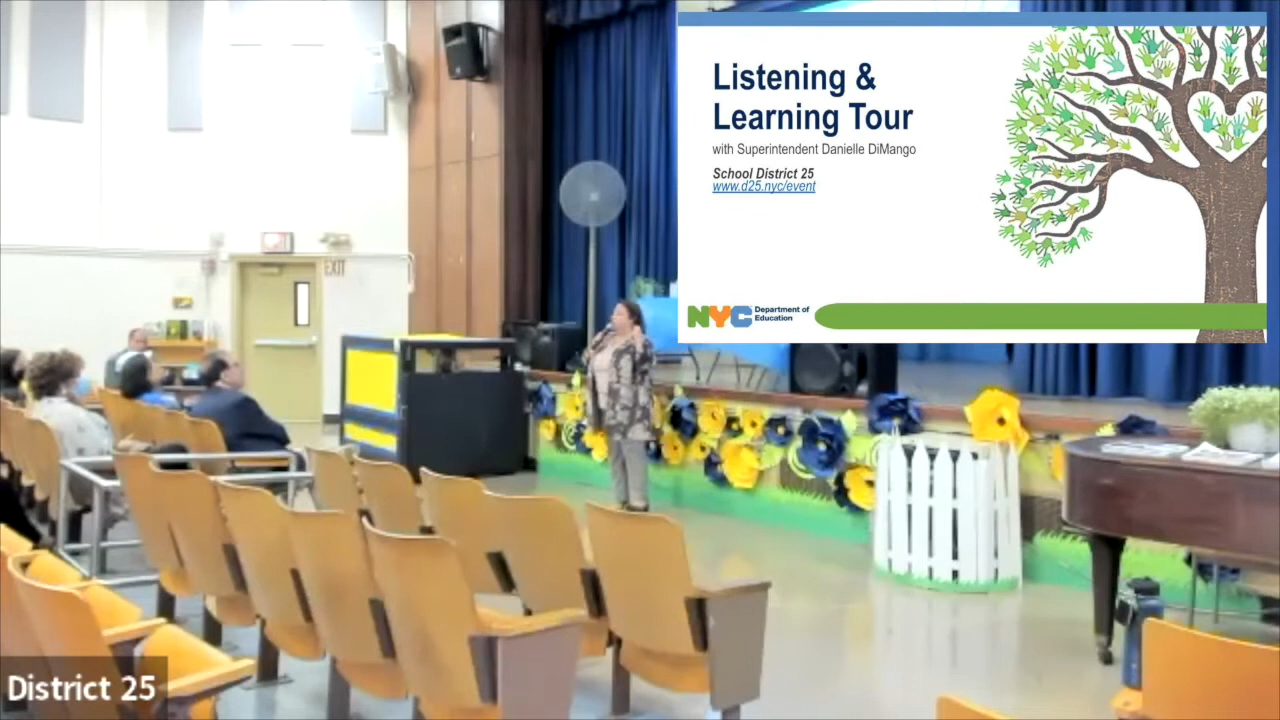 Listening &
Learning Tour
with Superintendent Danielle DiMango
School District 25
www.d25.nyc/event
NYC Department of
Education
EXIT
District 25